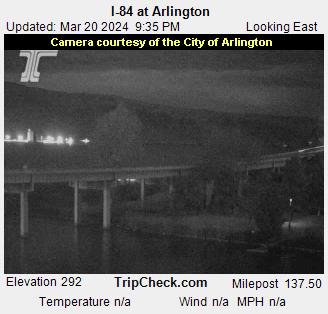 I-84 at Arlington
Updated: Mar 20 2024 9:35 PM Looking East
Camera courtesy of the City of Arlington
Elevation 292 TripCheck.com Milepost 137.50
Temperature n/a Wind n/a MPH n/a